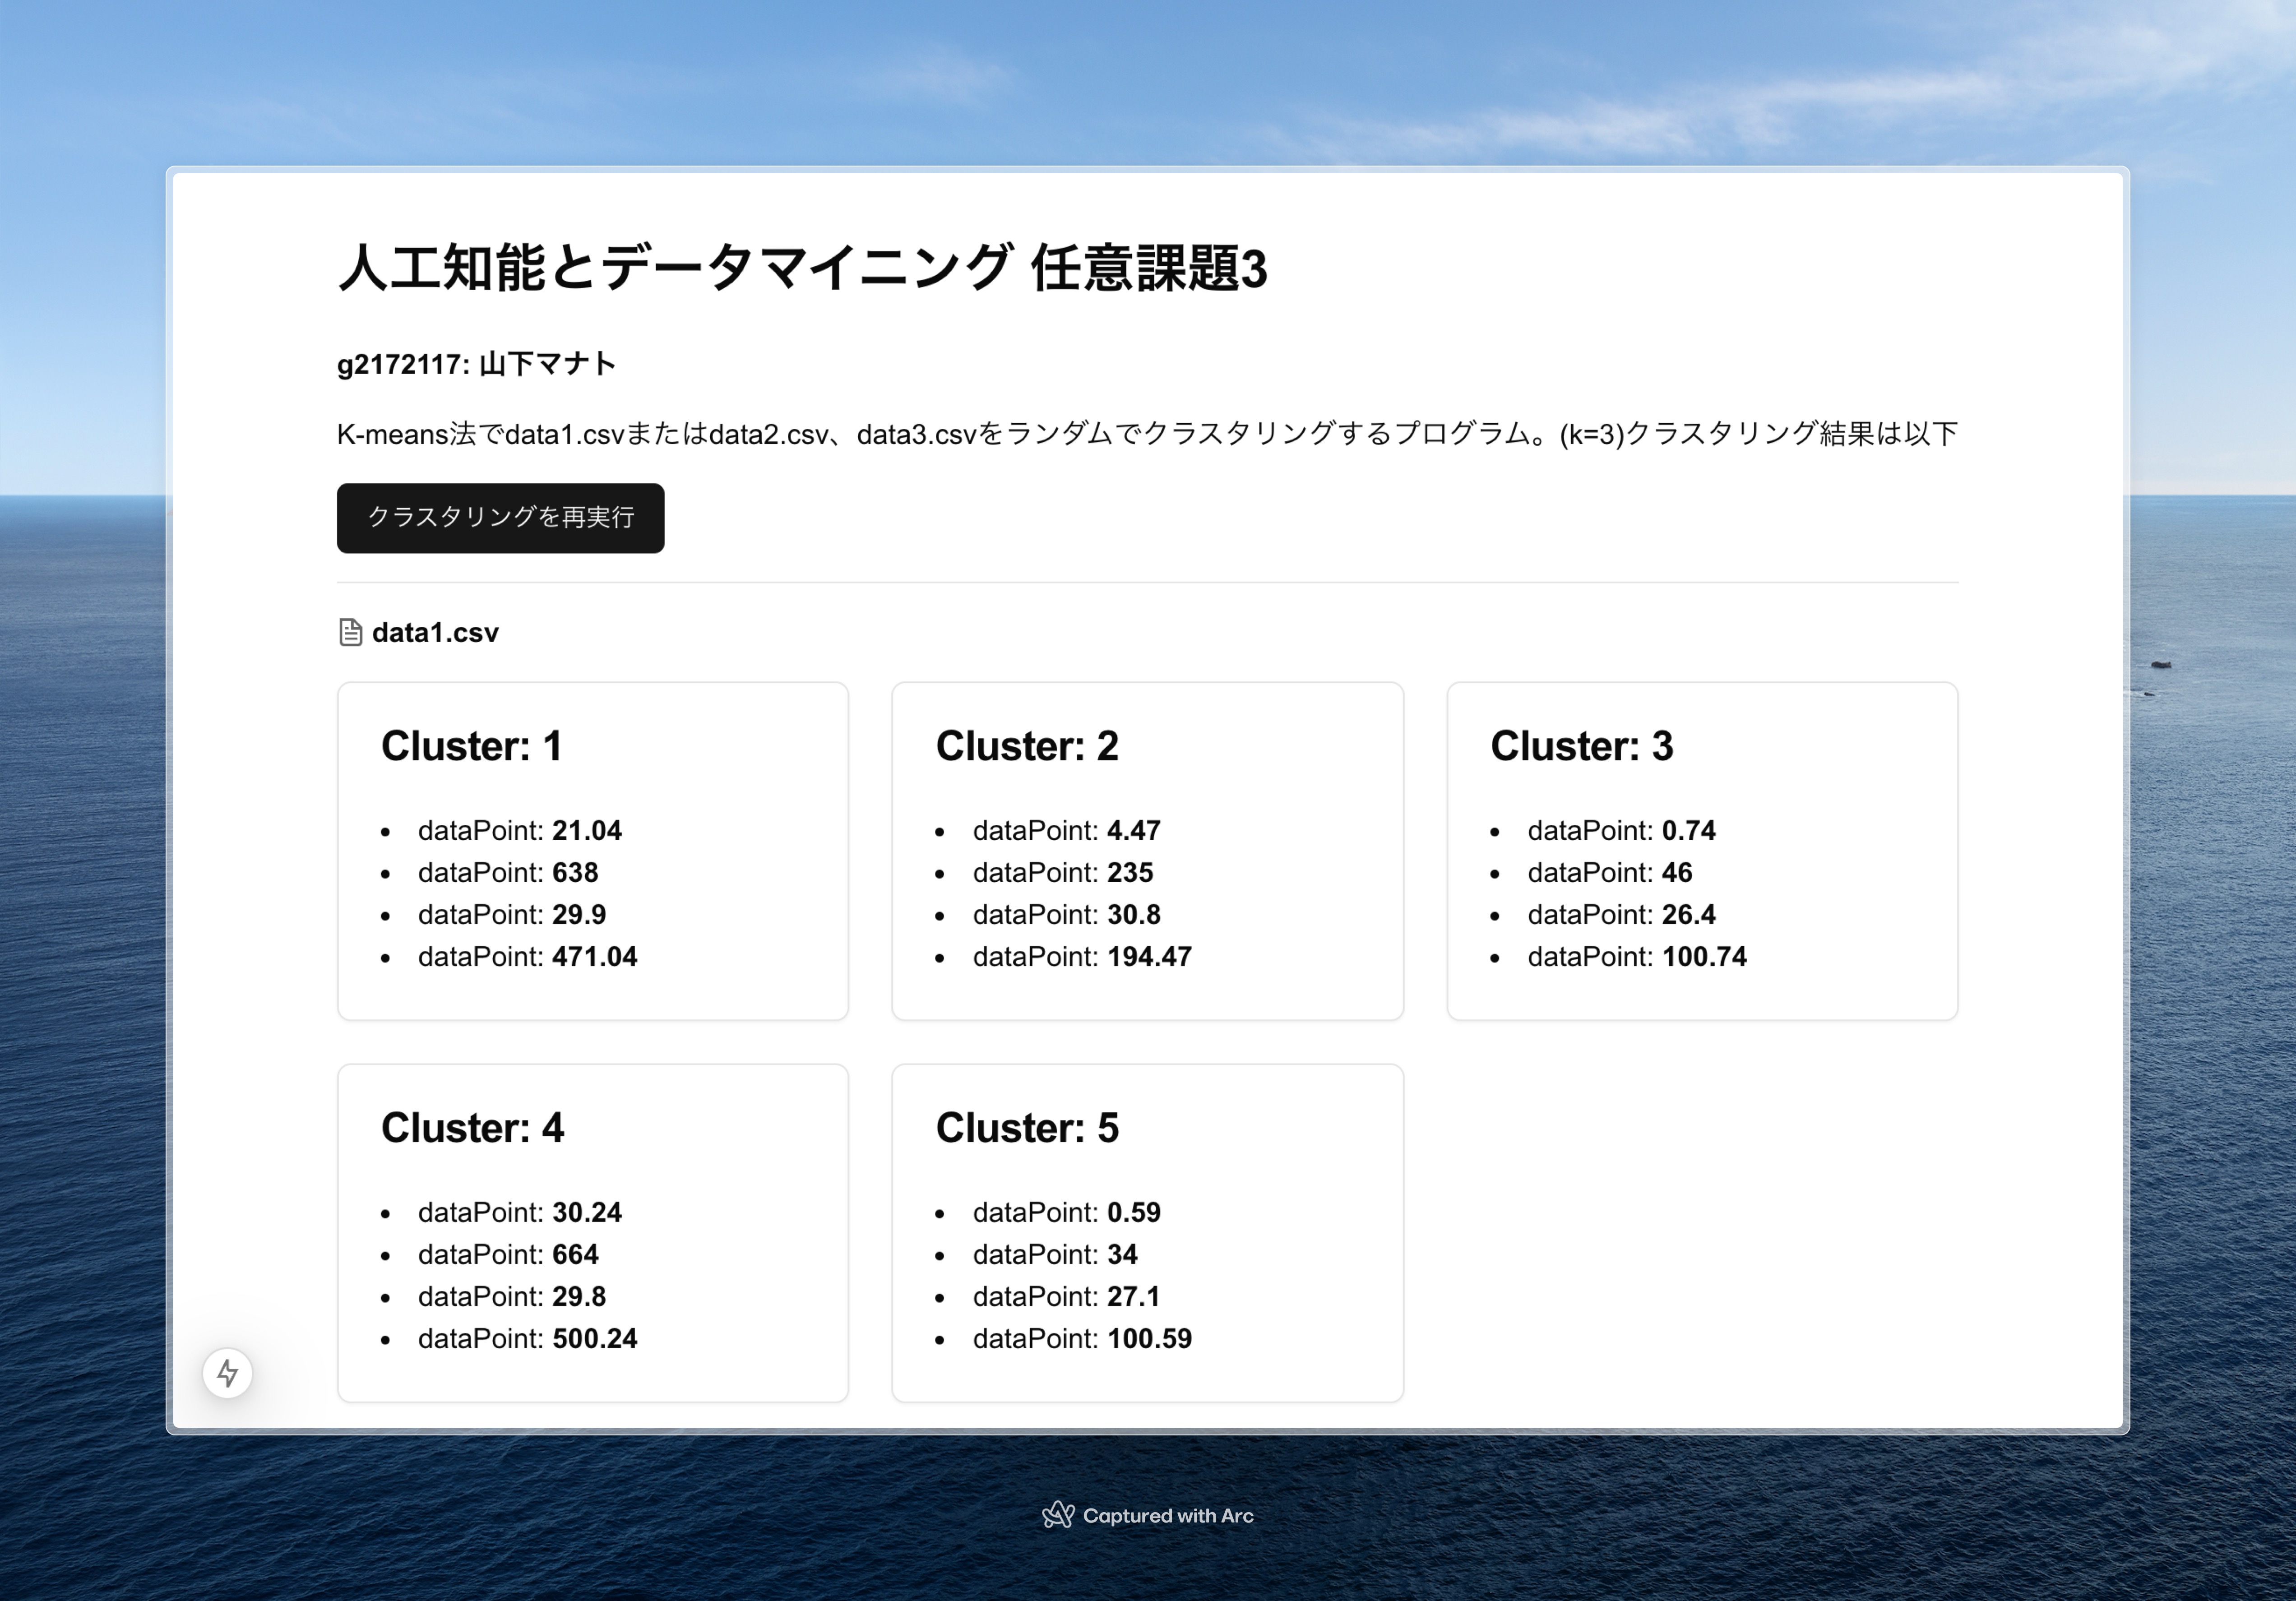 人工知能とデータマイニング 任意課題3
g2172117: 山下マナト
K-means法でdata1.csvまたはdata2.csv、data3.csvをランダムでクラスタリングするプログラム。(k=3)クラスタリング結果は以下
クラスタリングを再実行
data1.csv
Cluster: 1
dataPoint: 21.04
dataPoint: 638
dataPoint: 29.9
dataPoint: 471.04
Cluster: 2
dataPoint: 4.47
dataPoint: 235
dataPoint: 30.8
dataPoint: 194.47
Cluster: 3
dataPoint: 0.74
dataPoint: 46
dataPoint: 26.4
dataPoint: 100.74
Cluster: 4
dataPoint: 30.24
dataPoint: 664
dataPoint: 29.8
dataPoint: 500.24
Cluster: 5
dataPoint: 0.59
dataPoint: 34
dataPoint: 27.1
dataPoint: 100.59
Captured with Arc